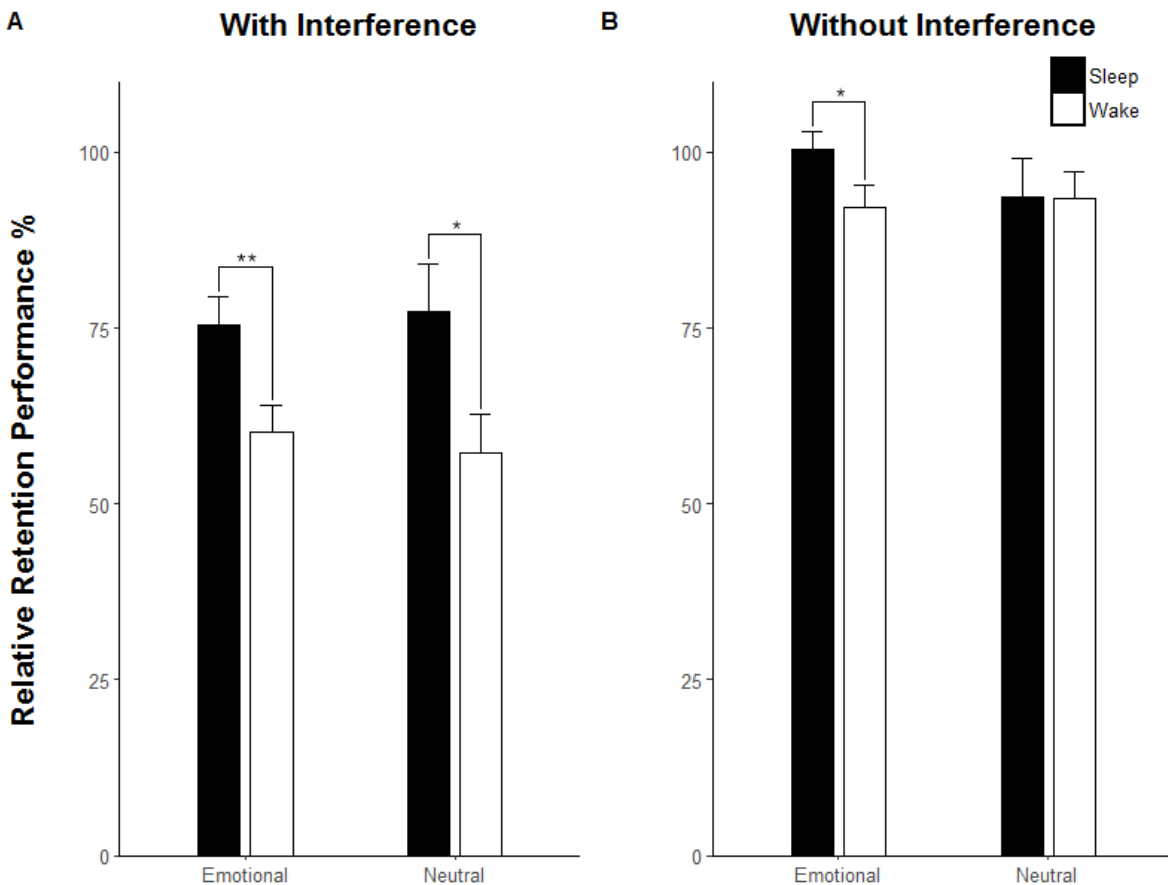 A
With Interference
B
Without Interference
Sleep
Wake
Relative Retention Performance %
100
75
50
25
0
**
*
Emotional
Neutral
100
75
50
25
0
*
Emotional
Neutral